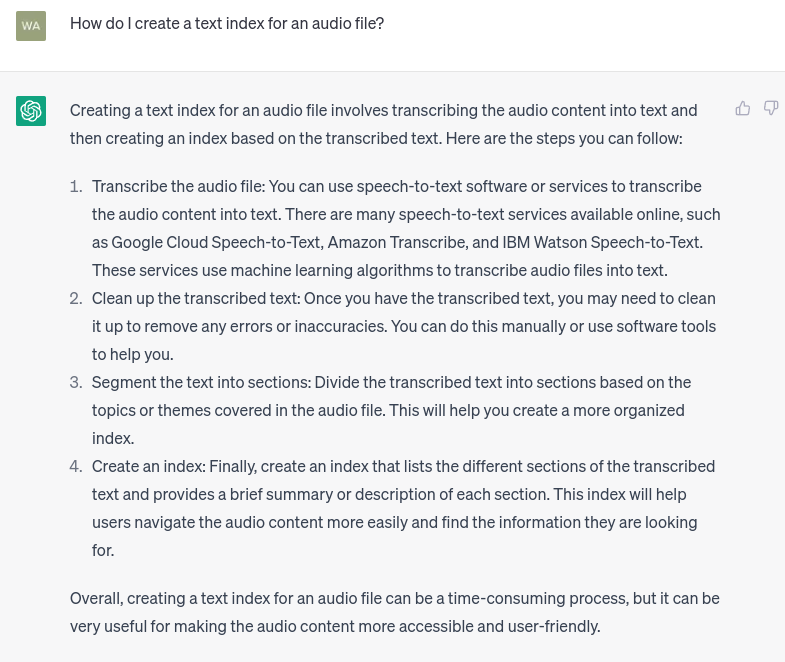 WA
How do I create a text index for an audio file?
Creating a text index for an audio file involves transcribing the audio content into text and
then creating an index based on the transcribed text. Here are the steps you can follow:
1. Transcribe the audio file: You can use speech-to-text software or services to transcribe
the audio content into text. There are many speech-to-text services available online, such
as Google Cloud Speech-to-Text, Amazon Transcribe, and IBM Watson Speech-to-Text.
These services use machine learning algorithms to transcribe audio files into text.
2. Clean up the transcribed text: Once you have the transcribed text, you may need to clean
it up to remove any errors or inaccuracies. You can do this manually or use software tools
to help you.
3. Segment the text into sections: Divide the transcribed text into sections based on the
topics or themes covered in the audio file. This will help you create a more organized
index.
4. Create an index: Finally, create an index that lists the different sections of the transcribed
text and provides a brief summary or description of each section. This index will help
users navigate the audio content more easily and find the information they are looking
for.
Overall, creating a text index for an audio file can be a time-consuming process, but it can be
very useful for making the audio content more accessible and user-friendly.